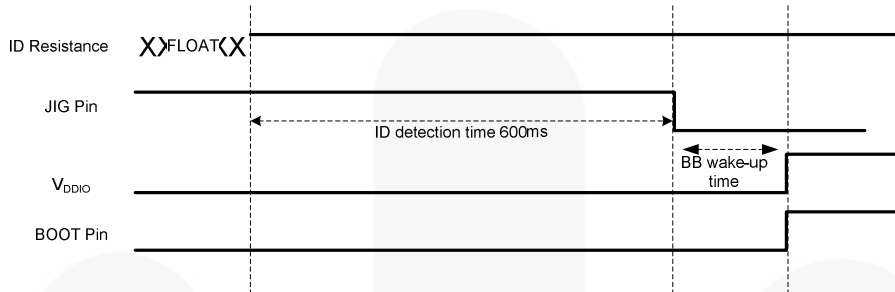 ID Resistance
X FLOAT X
JIG Pin
ID detection time 600ms
BB wake-up
time
VDDIO
BOOT Pin